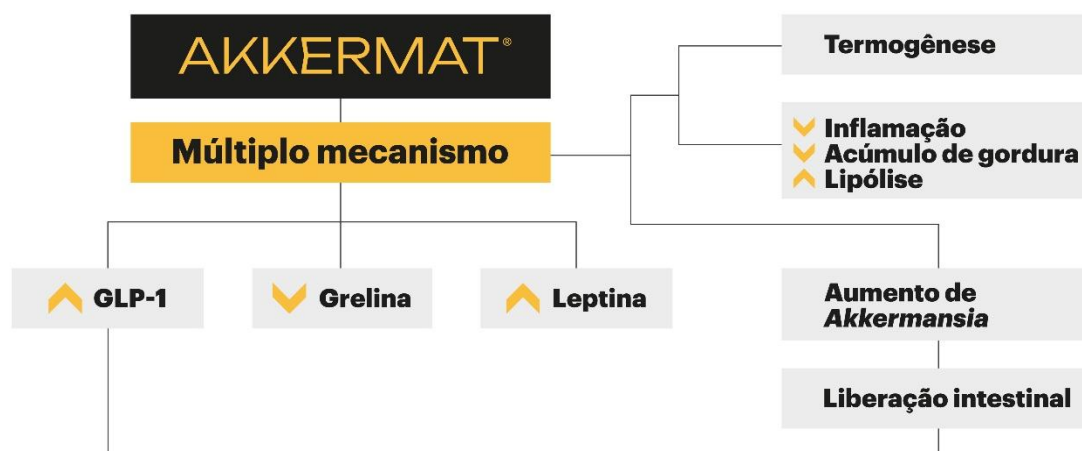 AKKERMAT®
Múltiplo mecanismo
GLP-1
Grelina
Leptina
Termogênese
Inflamação
Acúmulo de gordura
Lipólise
Aumento de
Akkermansia
Liberação intestinal